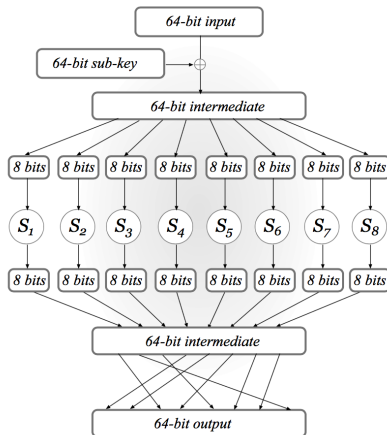 64-bit input
64-bit sub-key
64-bit intermediate
8 bits 8 bits 8 bits 8 bits 8 bits 8 bits 8 bits 8 bits
S1 S2 S3 S4 S5 S6 S7 S8
8 bits 8 bits 8 bits 8 bits 8 bits 8 bits 8 bits 8 bits
64-bit intermediate
64-bit output